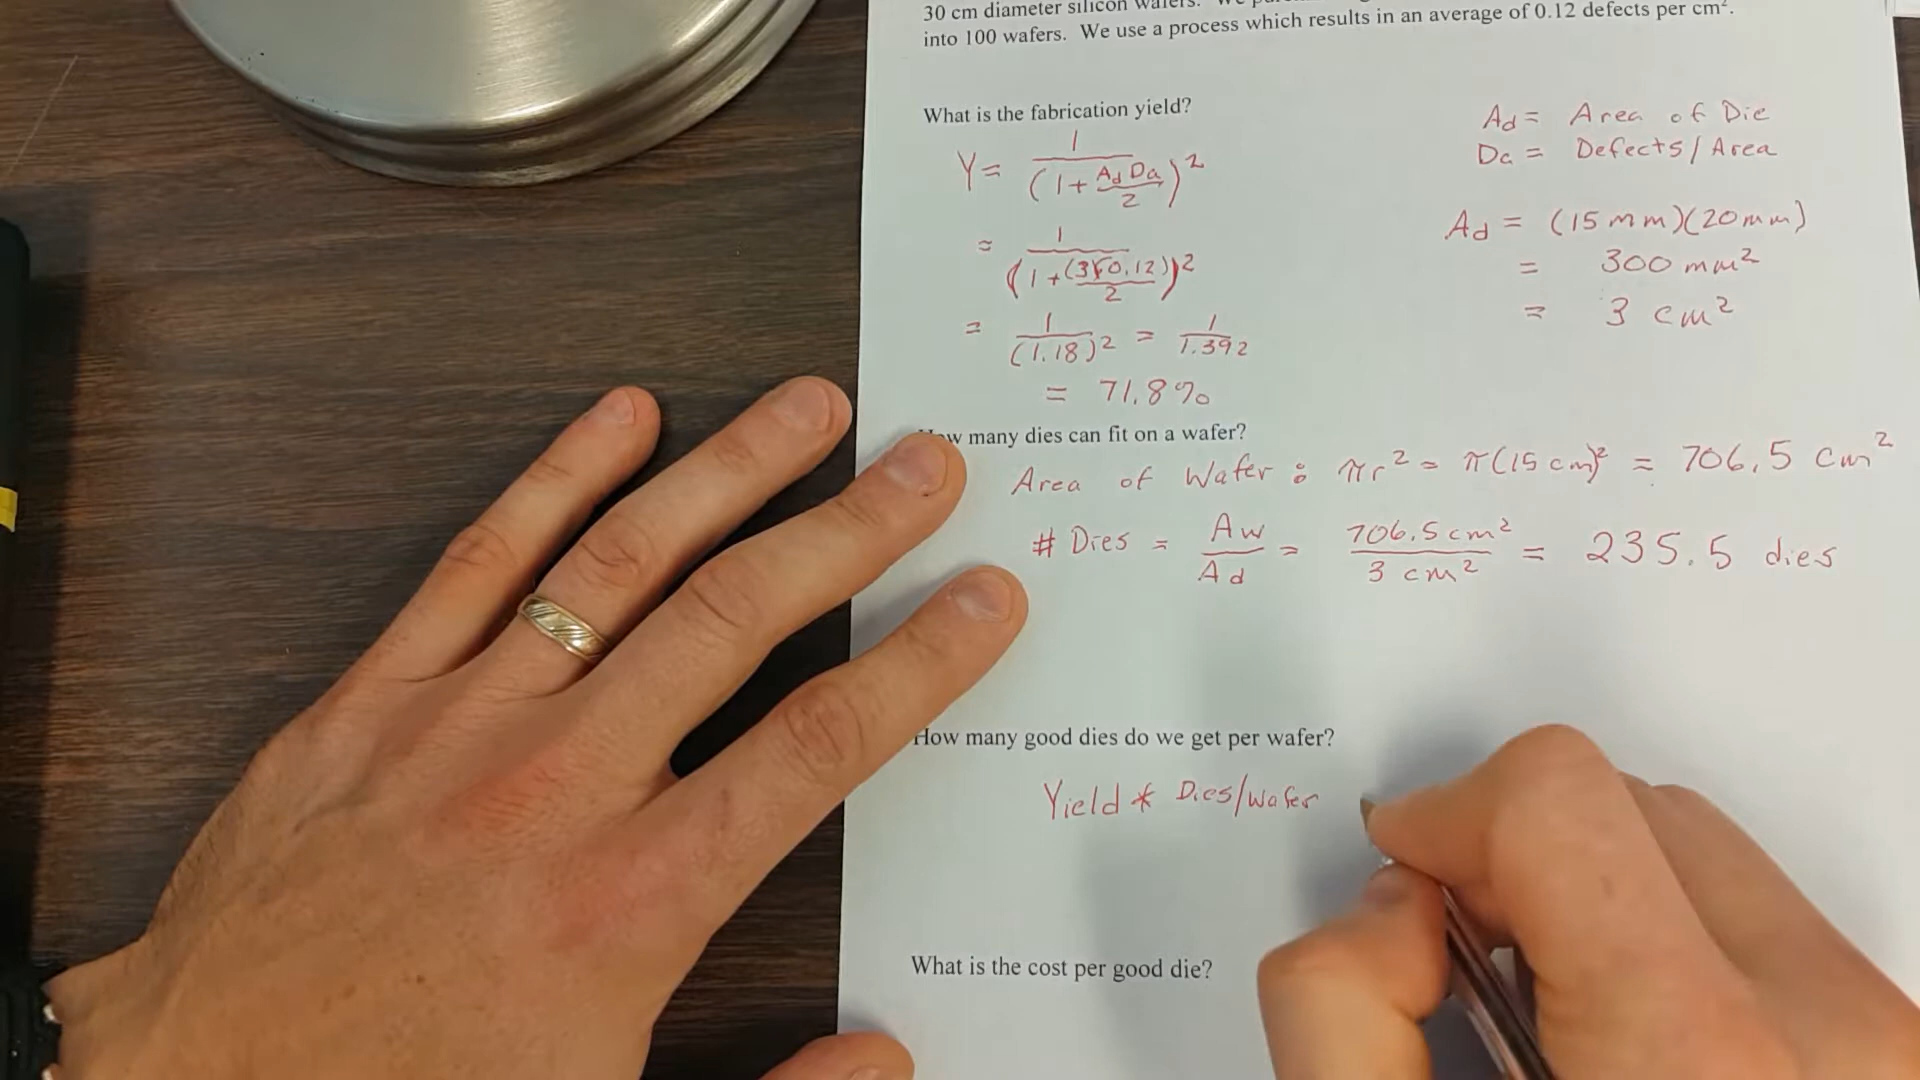 30 cm diameter silicon wafers. We
into 100 wafers. We use a process which results in an average of 0.12 defects per cm².
What is the fabrication yield?
Ad = Area of Die
Da = Defects/Area
Y = 1 / (1 + Ad Da / 2)²
Ad = (15 mm)(20 mm)
= 1 / (1 + (3)(0.12) / 2)²
= 300 mm²
= 3 cm²
= 1 / (1.18)² = 1 / 1.392
= 71.8%
many dies can fit on a wafer?
Area of Wafer : πr² = π(15 cm)² = 706.5 cm²
# Dies = Aw / Ad = 706.5 cm² / 3 cm² = 235.5 dies
How many good dies do we get per wafer?
Yield * Dies/Wafer
What is the cost per good die?